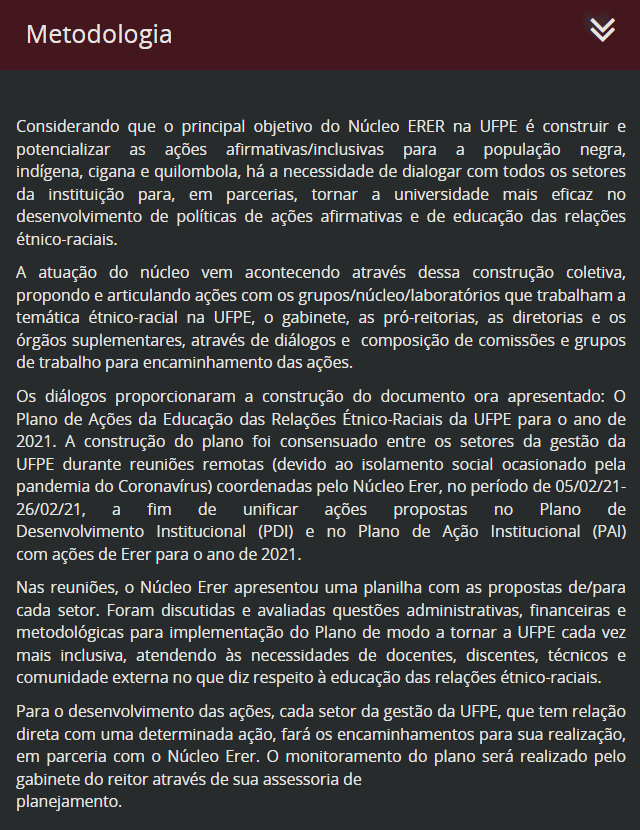 Metodologia
Considerando que o principal objetivo do Núcleo ERER na UFPE é construir e
potencializar as ações afirmativas/inclusivas para a população negra,
indígena, cigana e quilombola, há a necessidade de dialogar com todos os setores
da instituição para, em parcerias, tornar a universidade mais eficaz no
desenvolvimento de políticas de ações afirmativas e de educação das relações
étnico-raciais.
A atuação do núcleo vem acontecendo através dessa construção coletiva,
propondo e articulando ações com os grupos/núcleo/laboratórios que trabalham a
temática étnico-racial na UFPE, o gabinete, as pró-reitorias, as diretorias e os
órgãos suplementares, através de diálogos e composição de comissões e grupos
de trabalho para encaminhamento das ações.
Os diálogos proporcionaram a construção do documento ora apresentado: O
Plano de Ações da Educação das Relações Étnico-Raciais da UFPE para o ano de
2021. A construção do plano foi consensuado entre os setores da gestão da
UFPE durante reuniões remotas (devido ao isolamento social ocasionado pela
pandemia do Coronavírus) coordenadas pelo Núcleo Erer, no período de 05/02/21-
26/02/21, a fim de unificar ações propostas no Plano de
Desenvolvimento Institucional (PDI) e no Plano de Ação Institucional (PAI)
com ações de Erer para o ano de 2021.
Nas reuniões, o Núcleo Erer apresentou uma planilha com as propostas de/para
cada setor. Foram discutidas e avaliadas questões administrativas, financeiras e
metodológicas para implementação do Plano de modo a tornar a UFPE cada vez
mais inclusiva, atendendo às necessidades de docentes, discentes, técnicos e
comunidade externa no que diz respeito à educação das relações étnico-raciais.
Para o desenvolvimento das ações, cada setor da gestão da UFPE, que tem relação
direta com uma determinada ação, fará os encaminhamentos para sua realização,
em parceria com o Núcleo Erer. O monitoramento do plano será realizado pelo
gabinete do reitor através de sua assessoria de
planejamento.